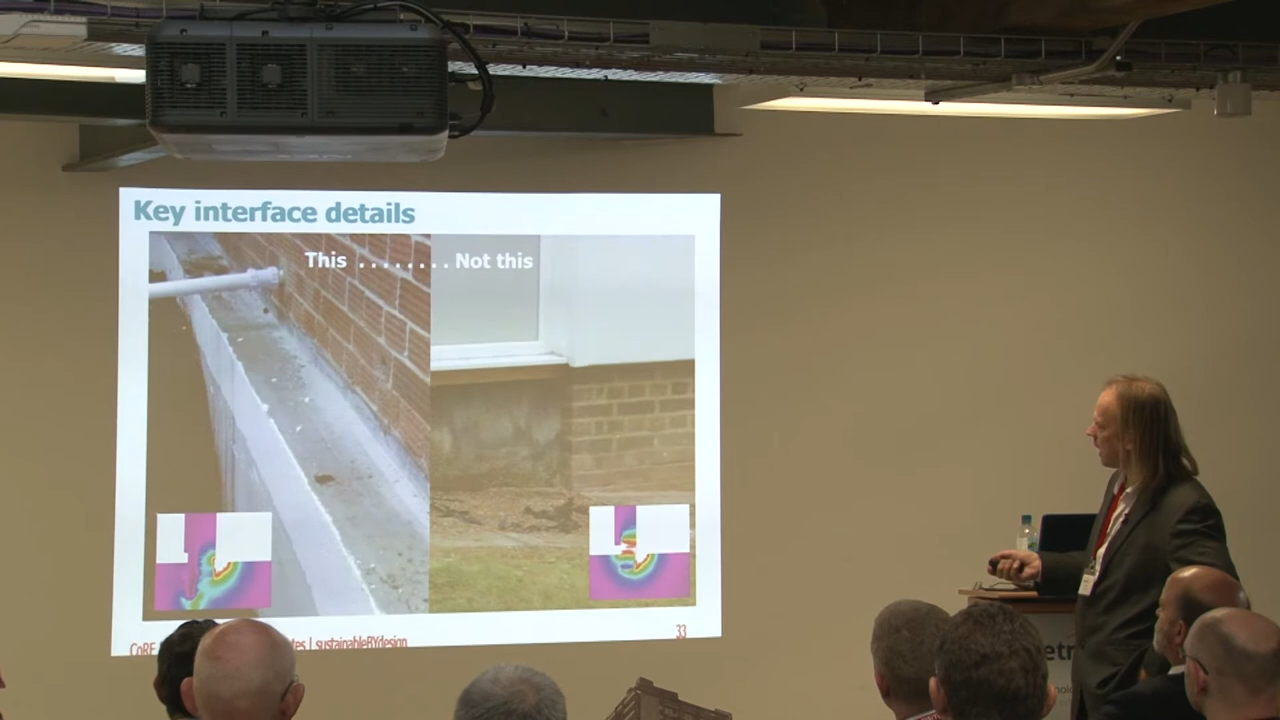 Key interface details
This ........ Not this
CoRE
tes | sustainableBYdesign
33
etr